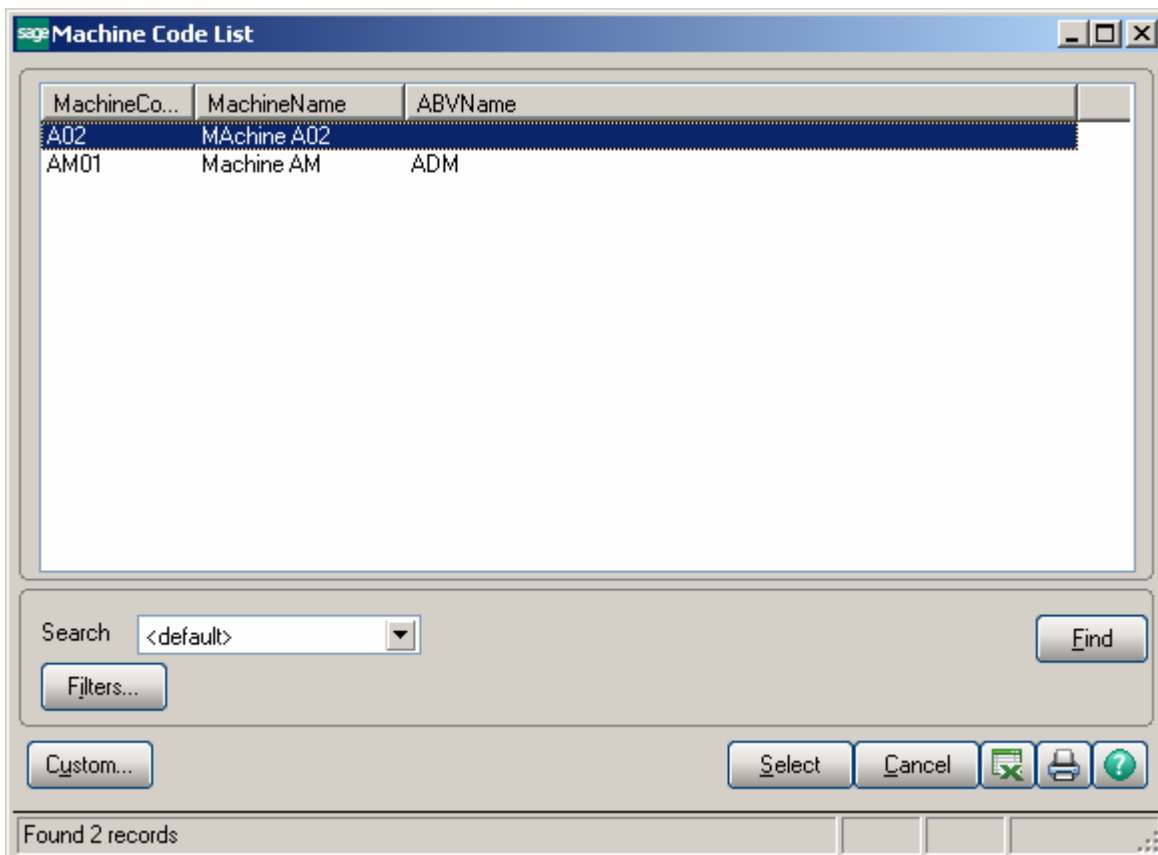 sage Machine Code List
MachineCo... MachineName ABVName
A02 MAchine A02
AM01 Machine AM ADM
Search <default> Find
Filters...
Custom... Select Cancel
Found 2 records